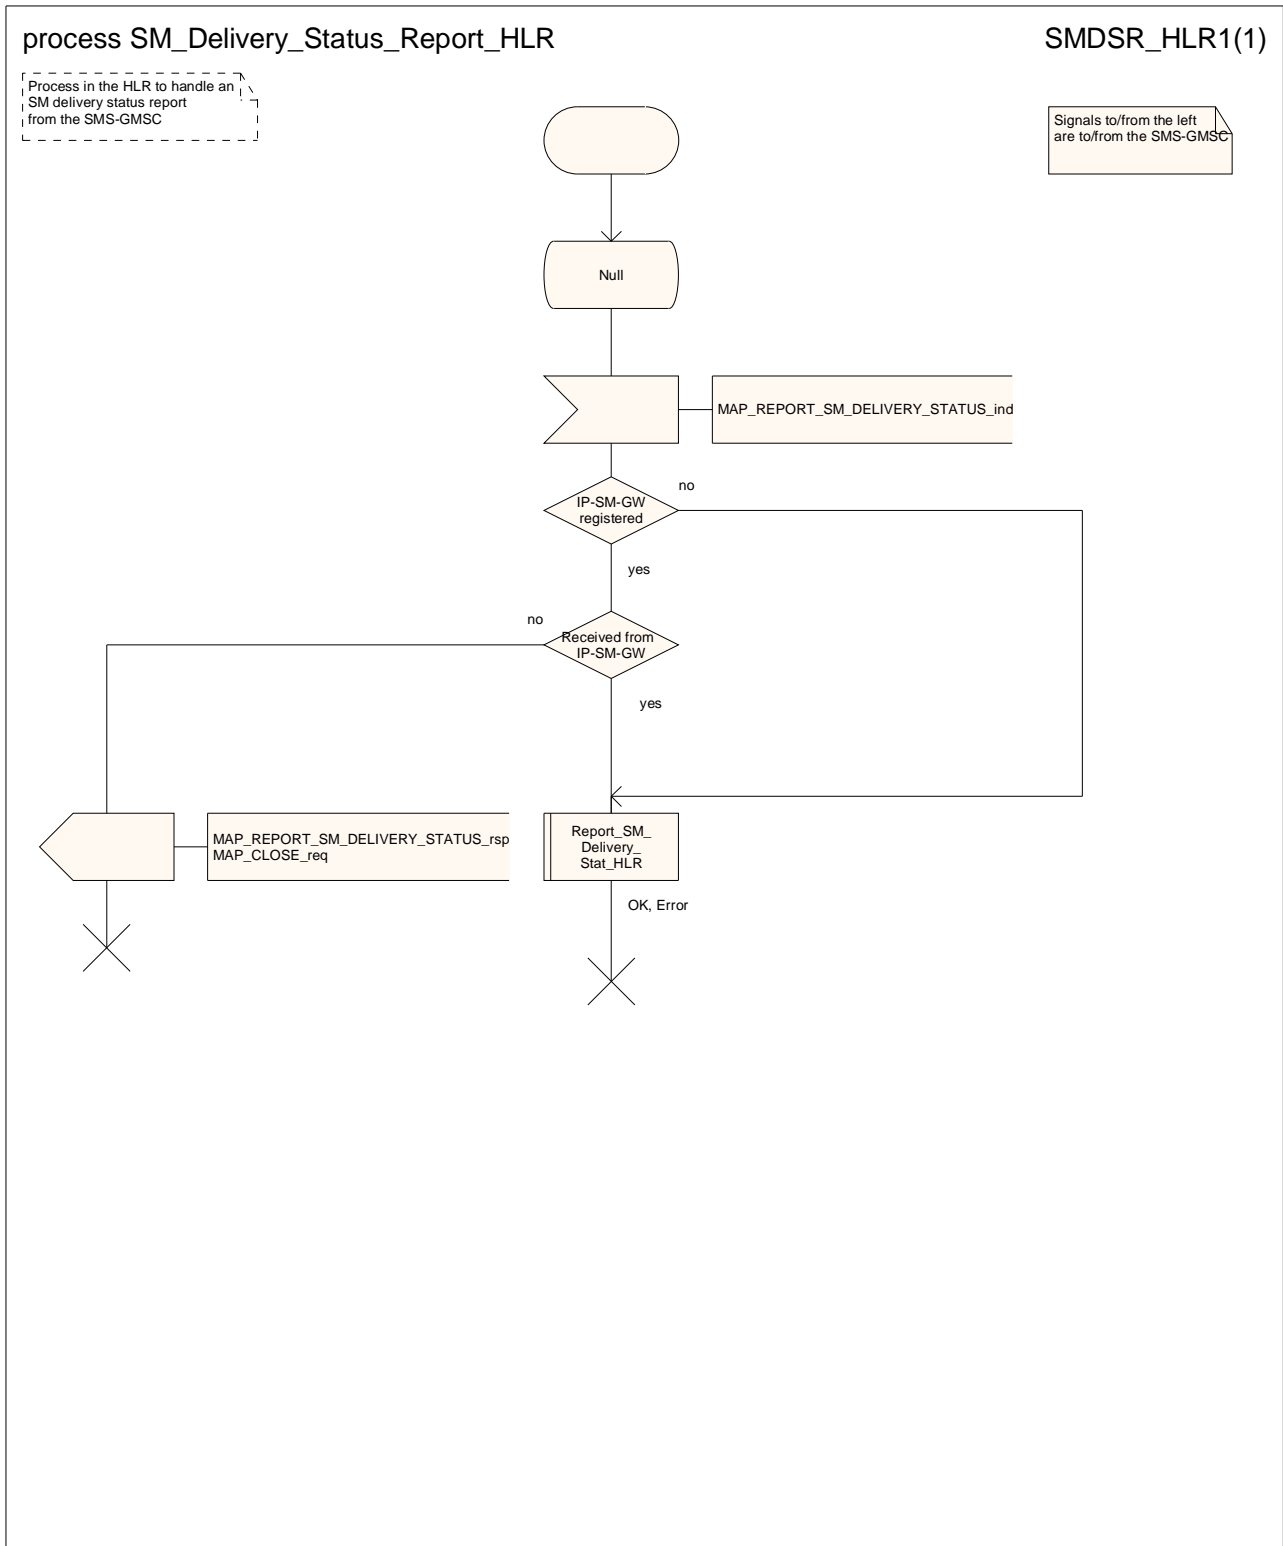 process SM_Delivery_Status_Report_HLR
SMDSR_HLR1(1)
Process in the HLR to handle an
SM delivery status report
from the SMS-GMSC
Signals to/from the left
are to/from the SMS-GMSC
Null
MAP_REPORT_SM_DELIVERY_STATUS_ind
IP-SM-GW
registered
no
yes
no
Received from
IP-SM-GW
yes
MAP_REPORT_SM_DELIVERY_STATUS_rsp
MAP_CLOSE_req
Report_SM_
Delivery_
Stat_HLR
OK, Error